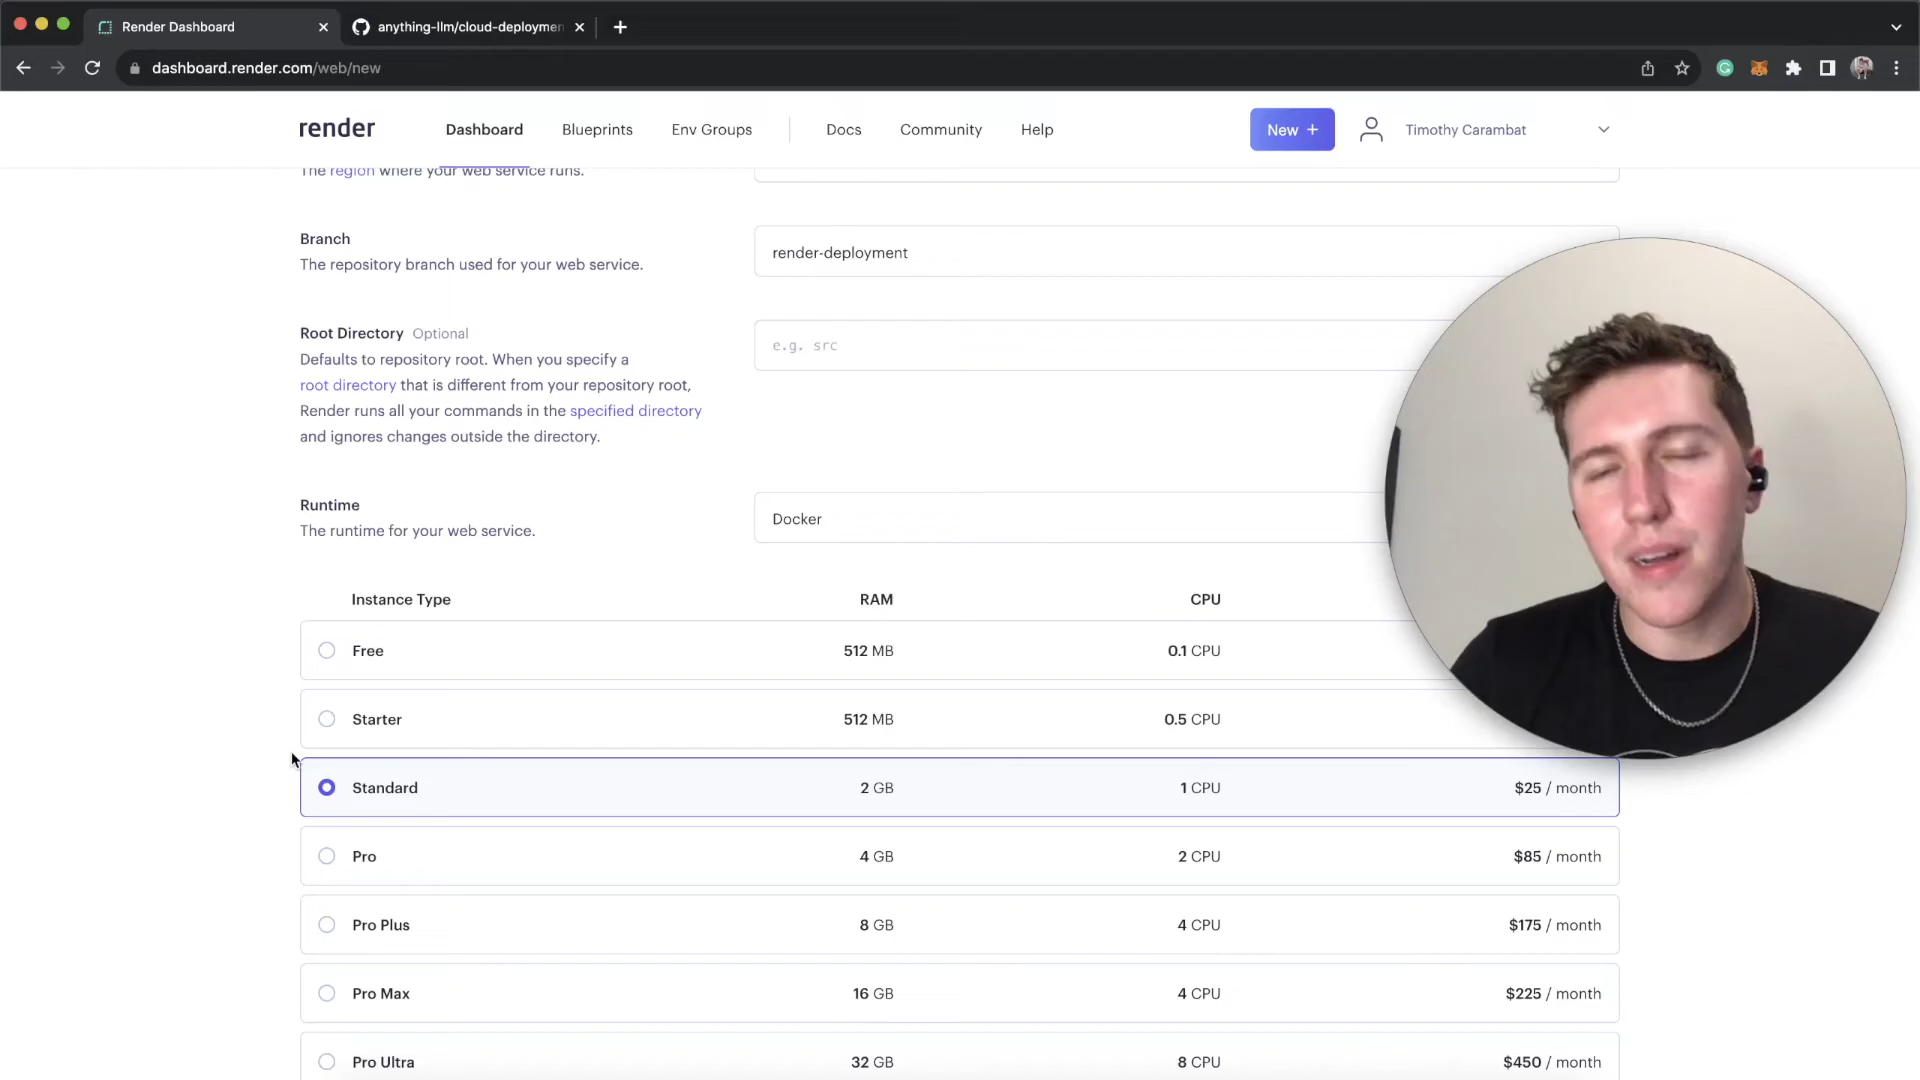 Render Dashboard
anything-llm/cloud-deploymen
dashboard.render.com/web/new
render
Dashboard
Blueprints
Env Groups
Docs
Community
Help
New +
Timothy Carambat
The region where your web service runs.
Branch
The repository branch used for your web service.
render-deployment
Root Directory Optional
Defaults to repository root. When you specify a
root directory that is different from your repository root,
Render runs all your commands in the specified directory
and ignores changes outside the directory.
e.g. src
Runtime
The runtime for your web service.
Docker
Instance Type RAM CPU
Free 512 MB 0.1 CPU
Starter 512 MB 0.5 CPU
Standard 2 GB 1 CPU $25 / month
Pro 4 GB 2 CPU $85 / month
Pro Plus 8 GB 4 CPU $175 / month
Pro Max 16 GB 4 CPU $225 / month
Pro Ultra 32 GB 8 CPU $450 / month